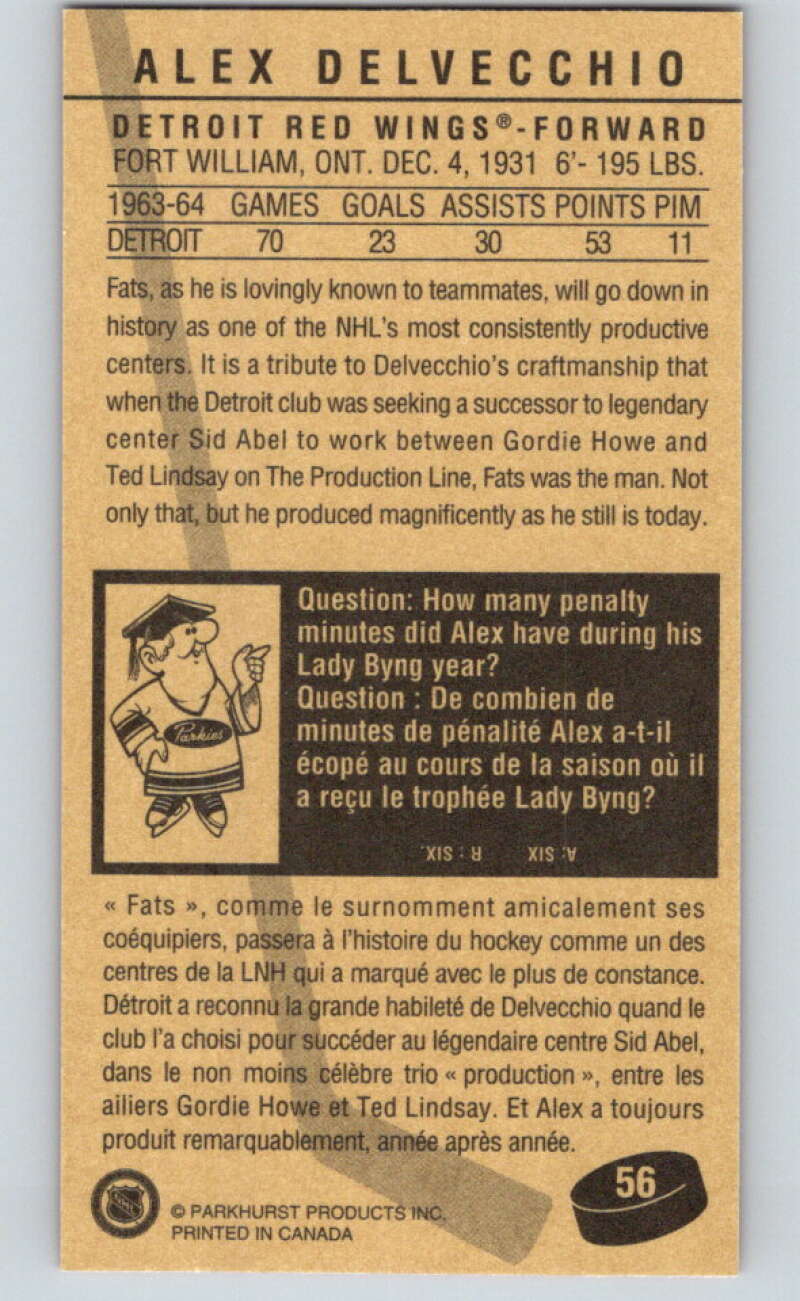 ALEX DELVECCHIO
DETROIT RED WINGS®-FORWARD
FORT WILLIAM, ONT. DEC. 4, 1931 6'- 195 LBS.
1963-64 GAMES GOALS ASSISTS POINTS PIM
DETROIT 70 23 30 53 11
Fats, as he is lovingly known to teammates, will go down in
history as one of the NHL's most consistently productive
centers. It is a tribute to Delvecchio's craftmanship that
when the Detroit club was seeking a successor to legendary
center Sid Abel to work between Gordie Howe and
Ted Lindsay on The Production Line, Fats was the man. Not
only that, but he produced magnificently as he still is today.
Parkies
Question: How many penalty
minutes did Alex have during his
Lady Byng year?
Question : De combien de
minutes de pénalité Alex a-t-il
écopé au cours de la saison où il
a reçu le trophée Lady Byng?
A: SIX R : SIX.
« Fats », comme le surnomment amicalement ses
coéquipiers, passera à l'histoire du hockey comme un des
centres de la LNH qui a marqué avec le plus de constance.
Détroit a reconnu la grande habileté de Delvecchio quand le
club l'a choisi pour succéder au légendaire centre Sid Abel,
dans le non moins célèbre trio « production », entre les
ailiers Gordie Howe et Ted Lindsay. Et Alex a toujours
produit remarquablement, année après année.
56
NHL
© PARKHURST PRODUCTS INC.
PRINTED IN CANADA